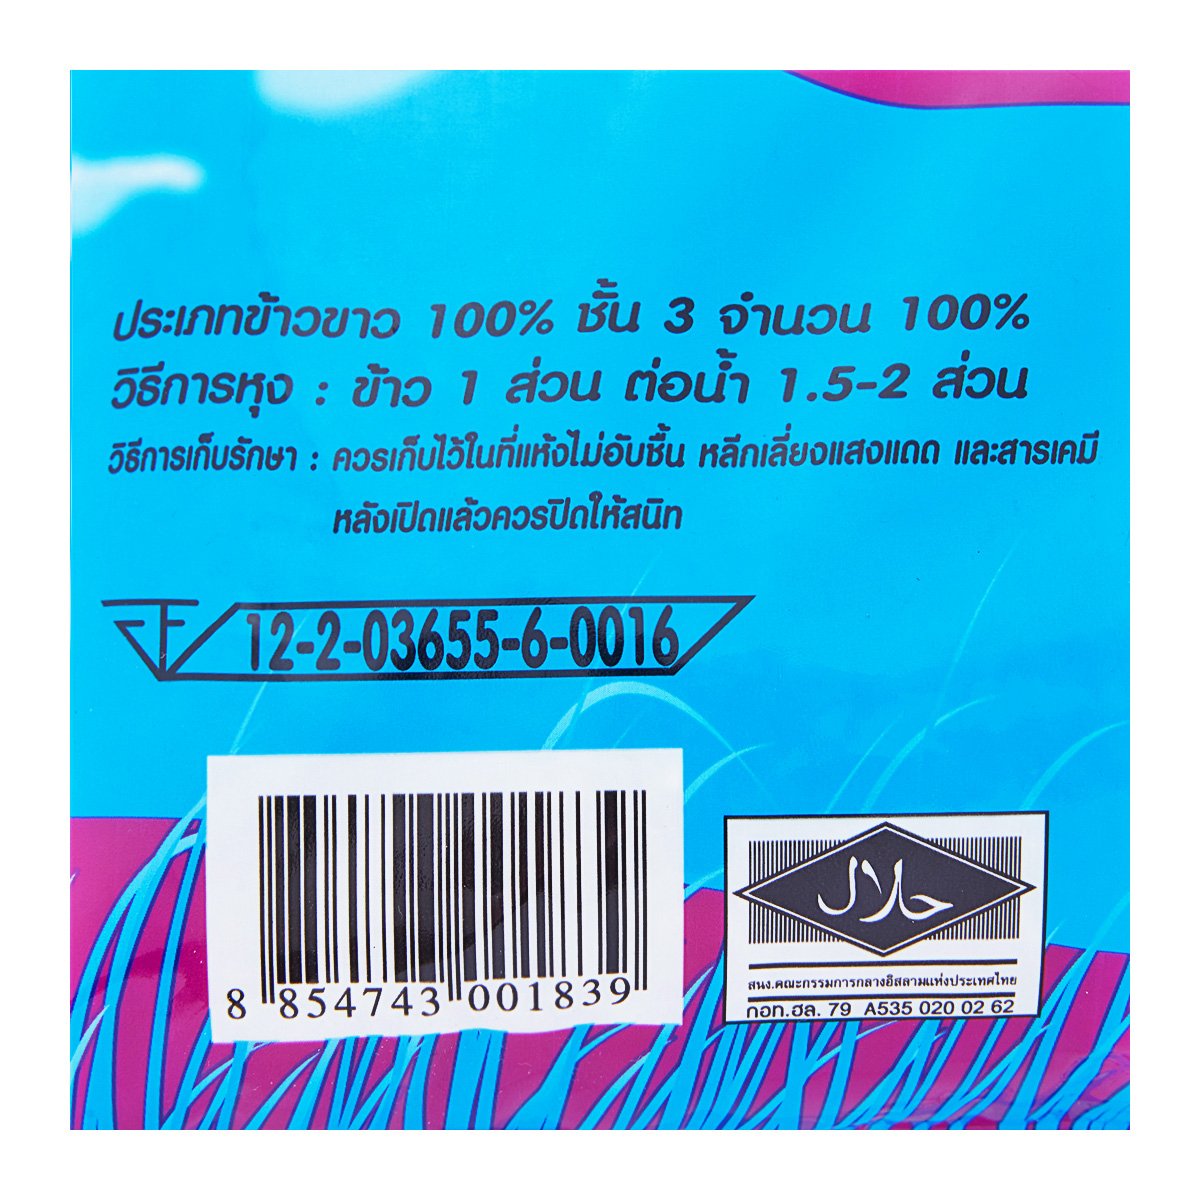 ประเภทข้าวขาว 100% ชั้น 3 จำนวน 100%
วิธีการหุง : ข้าว 1 ส่วน ต่อน้ำ 1.5-2 ส่วน
วิธีการเก็บรักษา : ควรเก็บไว้ในที่แห้งไม่อับชื้น หลีกเลี่ยงแสงแดด และสารเคมี
หลังเปิดแล้วควรปิดให้สนิท
12-2-03655-6-0016
8 854743 001839
حلال
สนง.คณะกรรมการกลางอิสลามแห่งประเทศไทย
กอท.ฮล. 79 A535 020 02 62